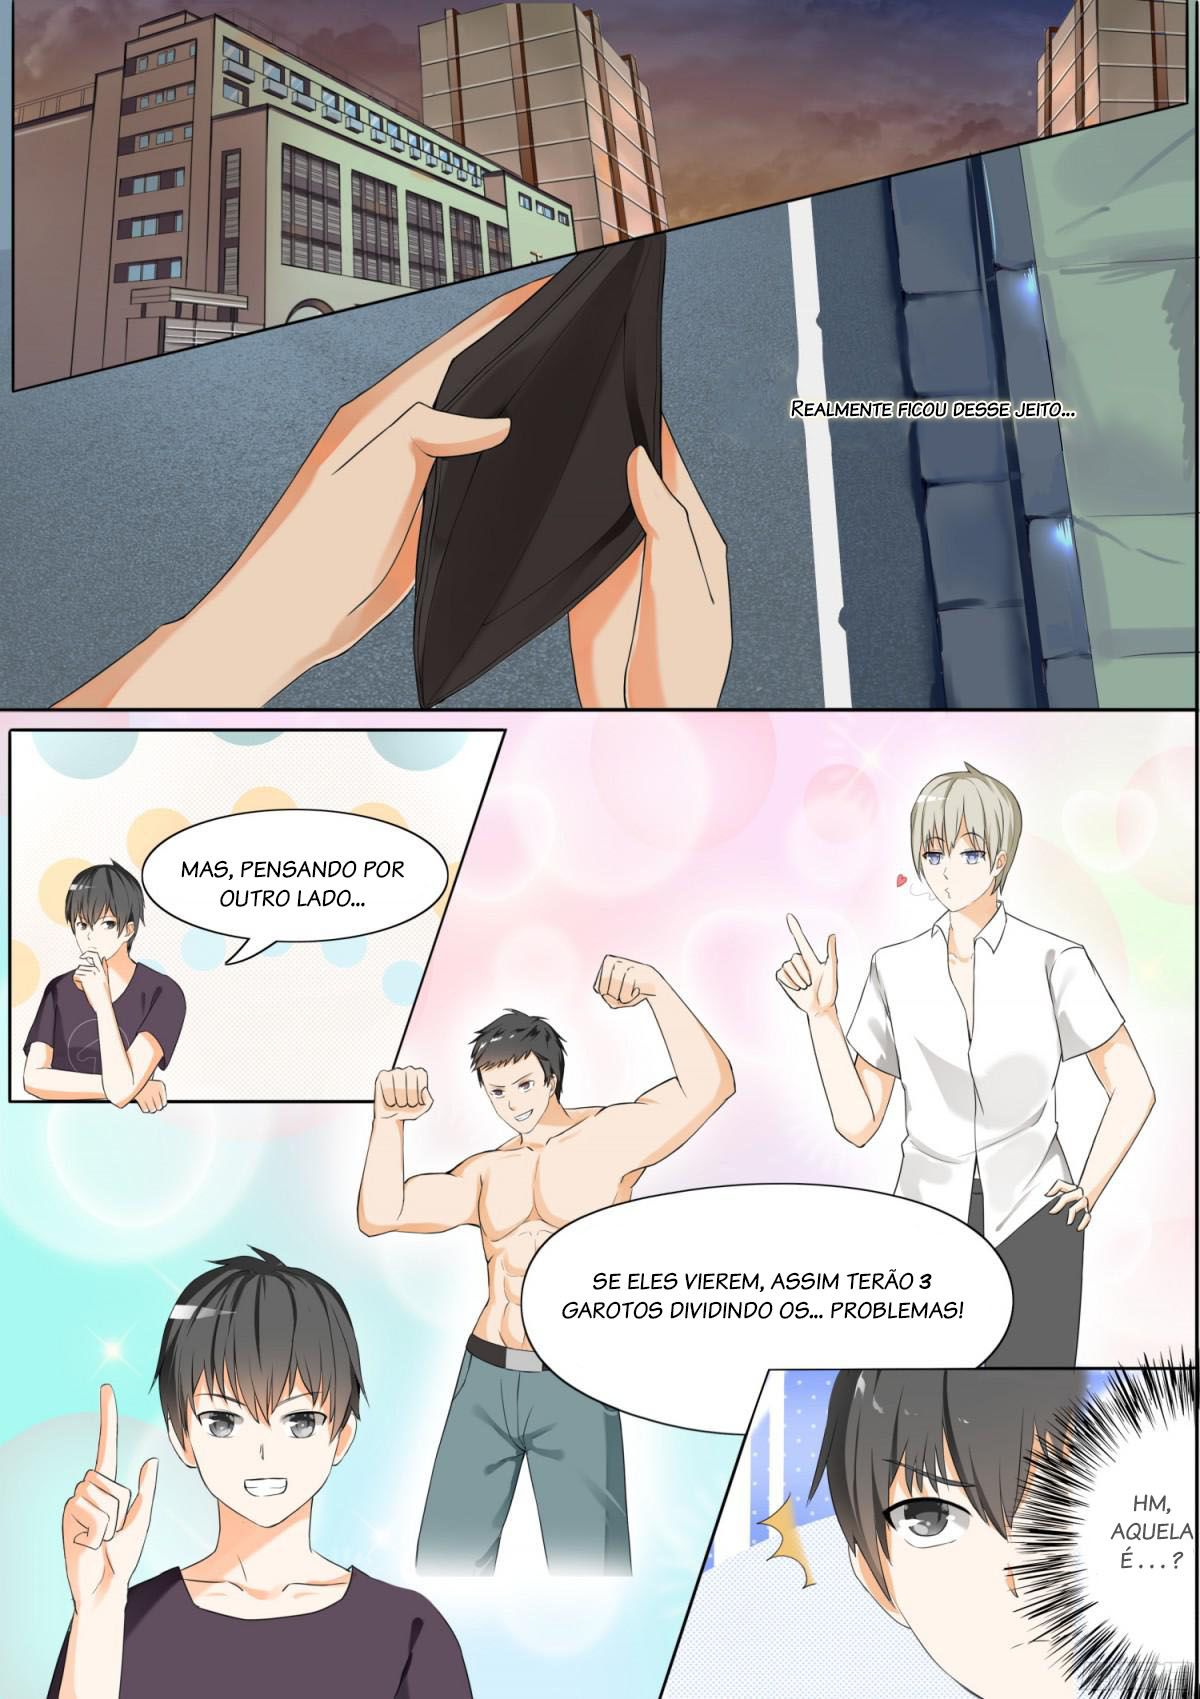 REALMENTE FICOU DESSE JEITO...
MAS, PENSANDO POR
OUTRO LADO...
SE ELES VIEREM, ASSIM TERÃO 3
GAROTOS DIVIDINDO OS... PROBLEMAS!
HM,
AQUELA
É . . . ?